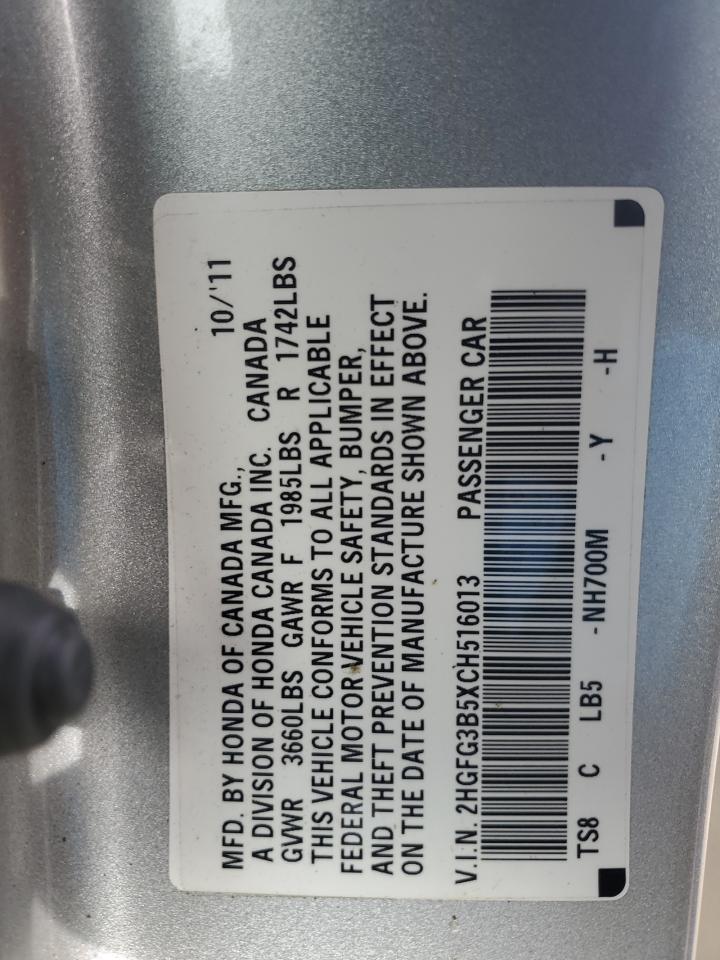 MFD. BY HONDA OF CANADA MFG., 10/'11
A DIVISION OF HONDA CANADA INC. CANADA
GVWR 3660LBS GAWR F 1985LBS R 1742LBS
THIS VEHICLE CONFORMS TO ALL APPLICABLE
FEDERAL MOTOR VEHICLE SAFETY, BUMPER,
AND THEFT PREVENTION STANDARDS IN EFFECT
ON THE DATE OF MANUFACTURE SHOWN ABOVE.
V.I.N. 2HGFG3B5XCH516013 PASSENGER CAR
TS8 C LB5 -NH700M -Y -H